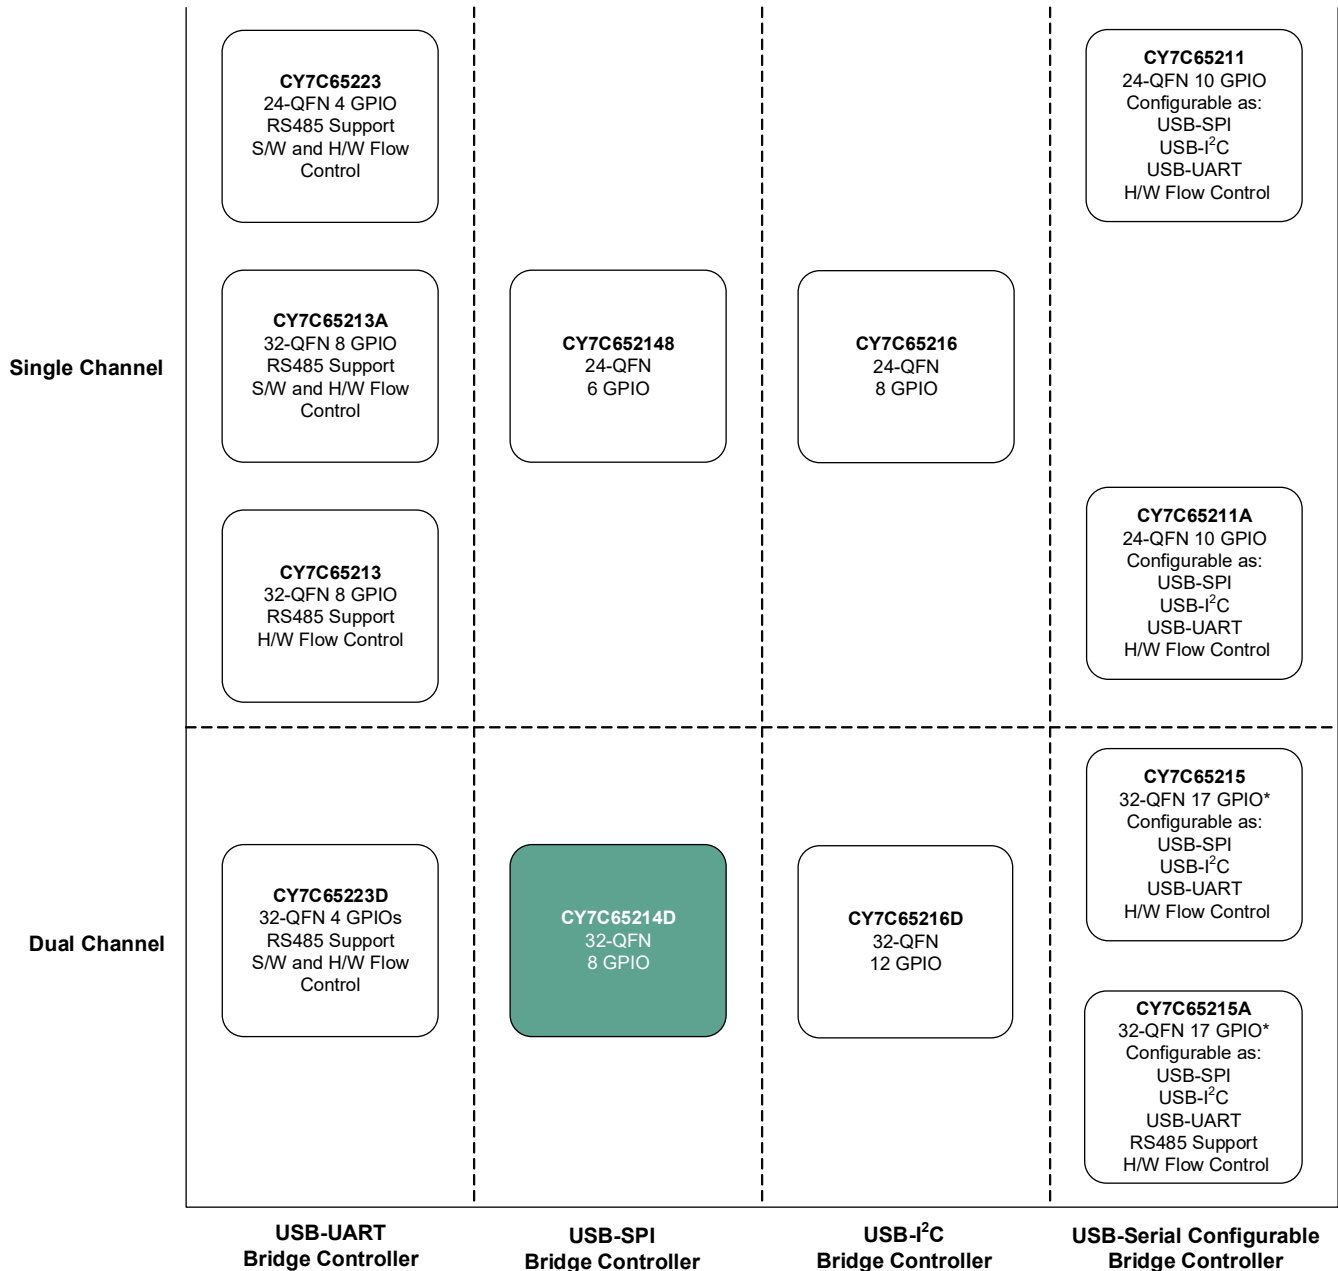 CY7C65223
24-QFN 4 GPIO
RS485 Support
S/W and H/W Flow
Control
CY7C65211
24-QFN 10 GPIO
Configurable as:
USB-SPI
USB-I²C
USB-UART
H/W Flow Control
Single Channel
CY7C65213A
32-QFN 8 GPIO
RS485 Support
S/W and H/W Flow
Control
CY7C652148
24-QFN
6 GPIO
CY7C65216
24-QFN
8 GPIO
CY7C65213
32-QFN 8 GPIO
RS485 Support
H/W Flow Control
CY7C65211A
24-QFN 10 GPIO
Configurable as:
USB-SPI
USB-I²C
USB-UART
H/W Flow Control
Dual Channel
CY7C65223D
32-QFN 4 GPIOs
RS485 Support
S/W and H/W Flow
Control
CY7C65214D
32-QFN
8 GPIO
CY7C65216D
32-QFN
12 GPIO
CY7C65215
32-QFN 17 GPIO*
Configurable as:
USB-SPI
USB-I²C
USB-UART
H/W Flow Control
CY7C65215A
32-QFN 17 GPIO*
Configurable as:
USB-SPI
USB-I²C
USB-UART
RS485 Support
H/W Flow Control
USB-UART
Bridge Controller
USB-SPI
Bridge Controller
USB-I²C
Bridge Controller
USB-Serial Configurable
Bridge Controller